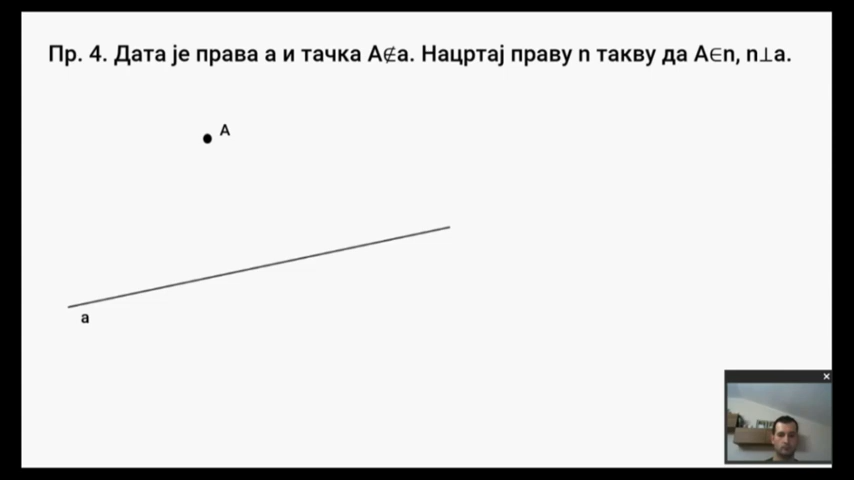 Пр. 4. Дата је права a и тачка A∉a. Нацртај праву n такву да A∈n, n⊥a.
A
a